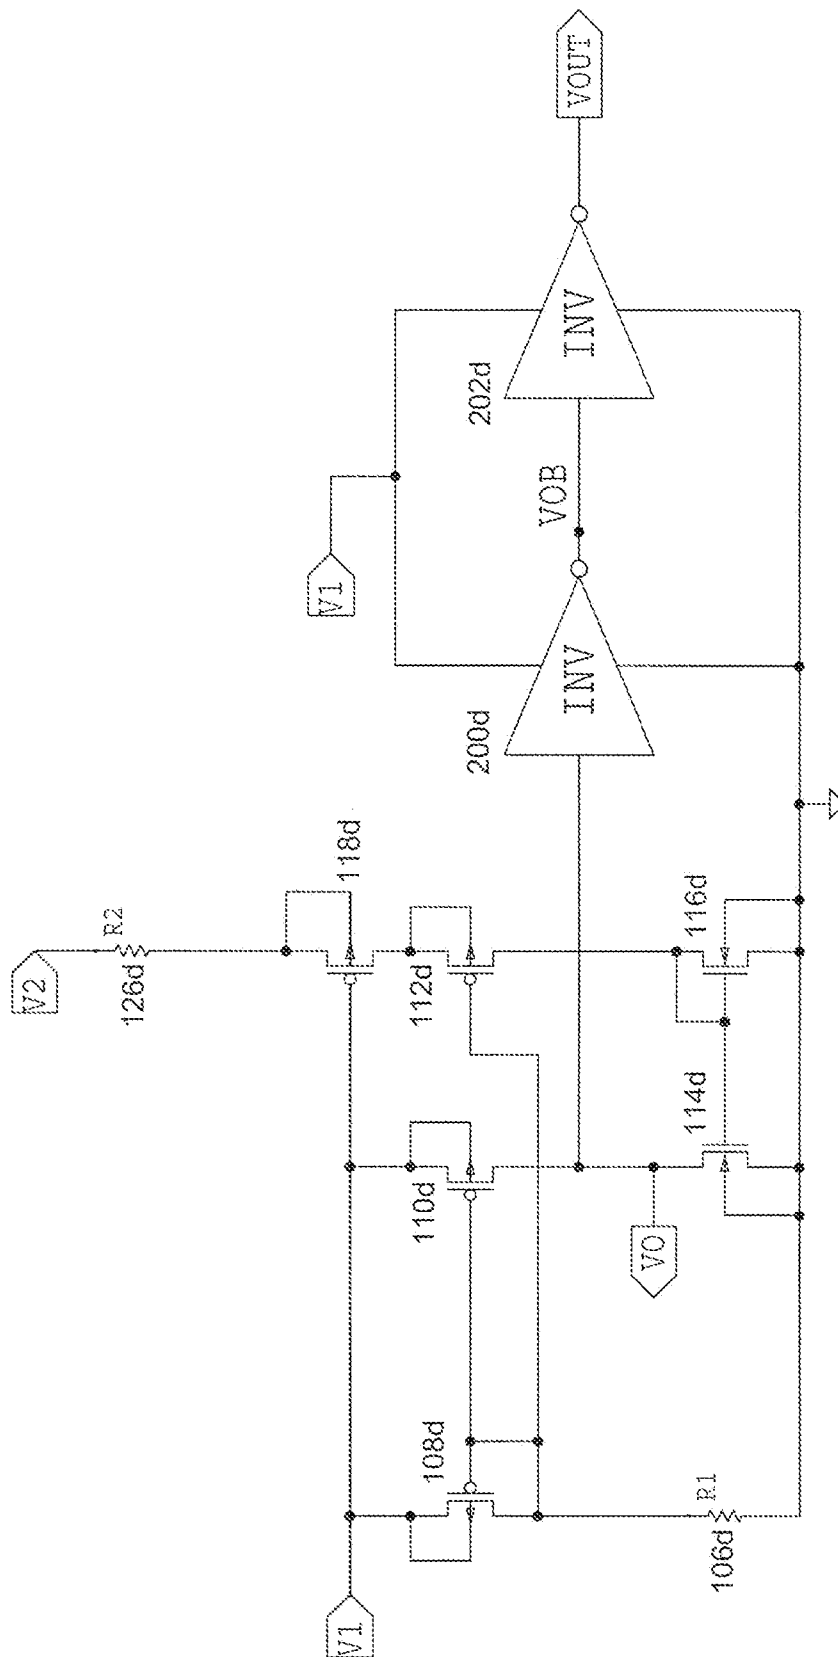 V1
108d
106d
R1
110d
VO
114d
V2
R2
126d
118d
112d
116d
200d
INV
V1
VOB
202d
INV
VOUT